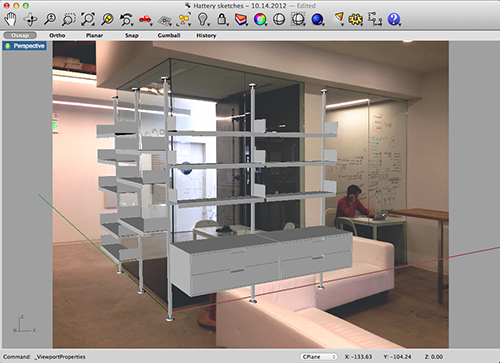 Hattery sketches - 10.14.2012 — Edited
Osnap Ortho Planar Snap Gumball History
Perspective
Command: _ViewportProperties CPlane X: -133.63 Y: -104.24 Z: 0.00